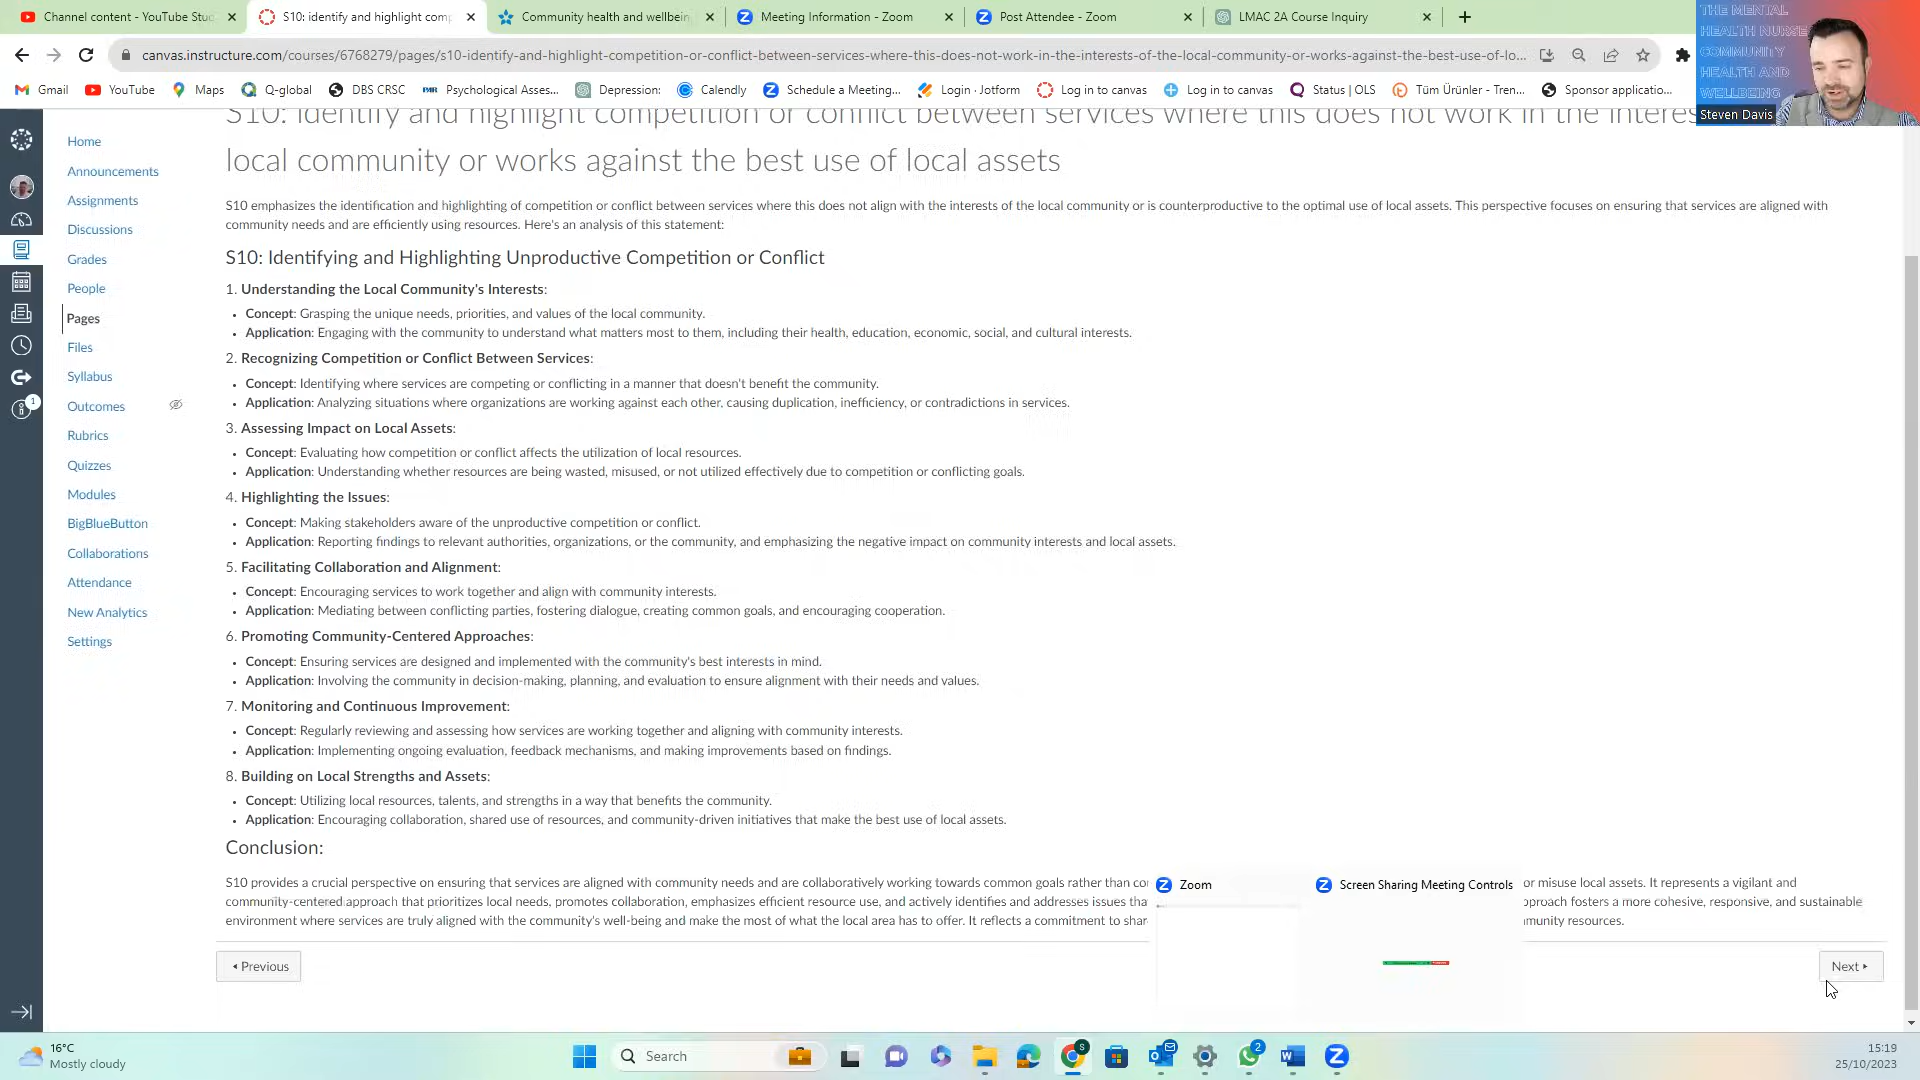 Channel content - YouTube Stud
S10: identify and highlight comp
Community health and wellbein
Meeting Information - Zoom
Post Attendee - Zoom
LMAC 2A Course Inquiry
canvas.instructure.com/courses/6768279/pages/s10-identify-and-highlight-competition-or-conflict-between-services-where-this-does-not-work-in-the-interests-of-the-local-community-or-works-against-the-best-use-of-lo...
Gmail
YouTube
Maps
Q-global
DBS CRSC
Psychological Asses...
Depression:
Calendly
Schedule a Meeting...
Login · Jotform
Log in to canvas
Log in to canvas
Status | OLS
Tüm Ürünler - Tren...
Sponsor applicatio...
THE MENTAL
HEALTH NURSE
COMMUNITY
HEALTH AND
WELLBEING
Steven Davis
Home
Announcements
Assignments
Discussions
Grades
People
Pages
Files
Syllabus
Outcomes
Rubrics
Quizzes
Modules
BigBlueButton
Collaborations
Attendance
New Analytics
Settings
1
S10: Identify and highlight competition or conflict between services where this does not work in the interes
local community or works against the best use of local assets
S10 emphasizes the identification and highlighting of competition or conflict between services where this does not align with the interests of the local community or is counterproductive to the optimal use of local assets. This perspective focuses on ensuring that services are aligned with
community needs and are efficiently using resources. Here's an analysis of this statement:
S10: Identifying and Highlighting Unproductive Competition or Conflict
1. Understanding the Local Community's Interests:
• Concept: Grasping the unique needs, priorities, and values of the local community.
• Application: Engaging with the community to understand what matters most to them, including their health, education, economic, social, and cultural interests.
2. Recognizing Competition or Conflict Between Services:
• Concept: Identifying where services are competing or conflicting in a manner that doesn't benefit the community.
• Application: Analyzing situations where organizations are working against each other, causing duplication, inefficiency, or contradictions in services.
3. Assessing Impact on Local Assets:
• Concept: Evaluating how competition or conflict affects the utilization of local resources.
• Application: Understanding whether resources are being wasted, misused, or not utilized effectively due to competition or conflicting goals.
4. Highlighting the Issues:
• Concept: Making stakeholders aware of the unproductive competition or conflict.
• Application: Reporting findings to relevant authorities, organizations, or the community, and emphasizing the negative impact on community interests and local assets.
5. Facilitating Collaboration and Alignment:
• Concept: Encouraging services to work together and align with community interests.
• Application: Mediating between conflicting parties, fostering dialogue, creating common goals, and encouraging cooperation.
6. Promoting Community-Centered Approaches:
• Concept: Ensuring services are designed and implemented with the community's best interests in mind.
• Application: Involving the community in decision-making, planning, and evaluation to ensure alignment with their needs and values.
7. Monitoring and Continuous Improvement:
• Concept: Regularly reviewing and assessing how services are working together and aligning with community interests.
• Application: Implementing ongoing evaluation, feedback mechanisms, and making improvements based on findings.
8. Building on Local Strengths and Assets:
• Concept: Utilizing local resources, talents, and strengths in a way that benefits the community.
• Application: Encouraging collaboration, shared use of resources, and community-driven initiatives that make the best use of local assets.
Conclusion:
S10 provides a crucial perspective on ensuring that services are aligned with community needs and are collaboratively working towards common goals rather than co or misuse local assets. It represents a vigilant and
community-centered approach that prioritizes local needs, promotes collaboration, emphasizes efficient resource use, and actively identifies and addresses issues tha proach fosters a more cohesive, responsive, and sustainable
environment where services are truly aligned with the community's well-being and make the most of what the local area has to offer. It reflects a commitment to shar munity resources.
Zoom
Screen Sharing Meeting Controls
Previous
Next
16°C
Mostly cloudy
Search
S
2
15:19
25/10/2023